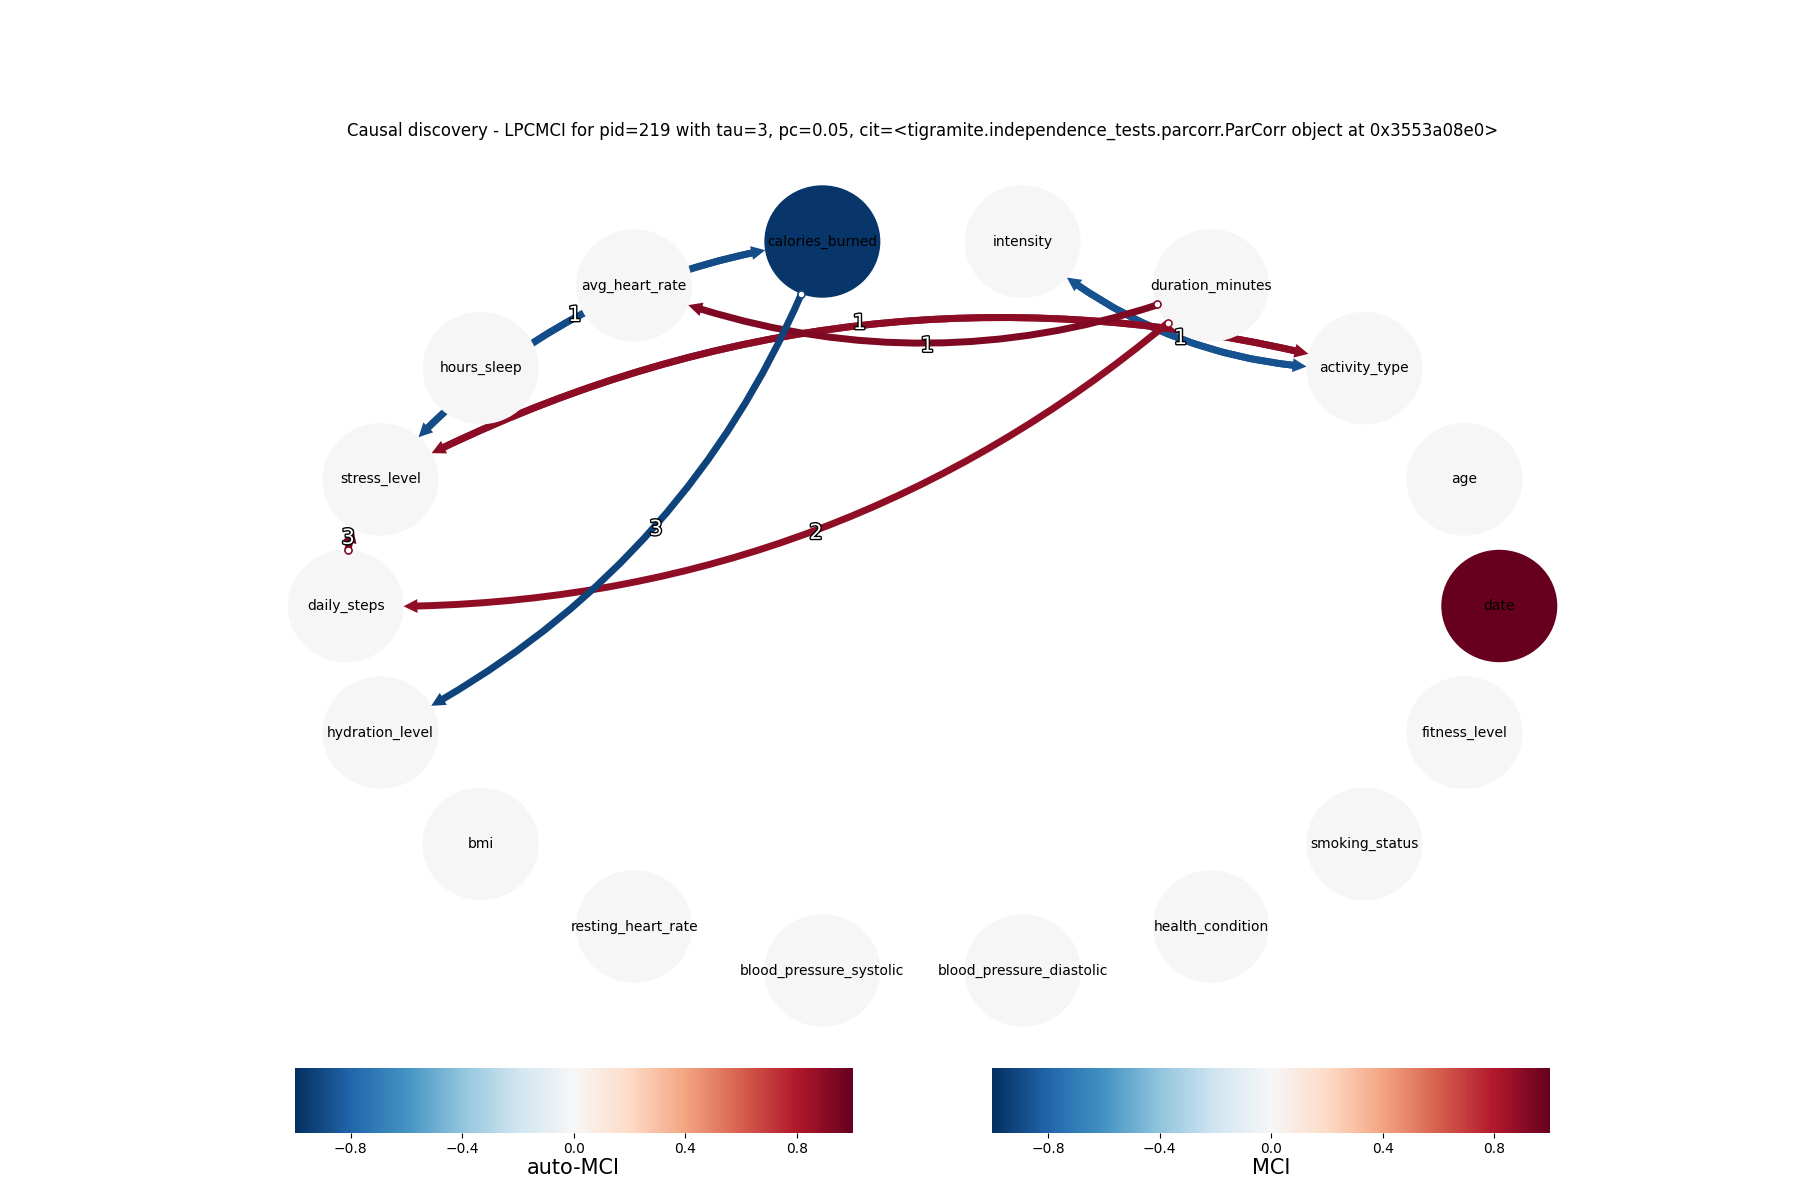 Causal discovery - LPCMCI for pid=219 with tau=3, pc=0.05, cit=<tigramite.independence_tests.parcorr.ParCorr object at 0x3553a08e0>
calories_burned
intensity
avg_heart_rate
duration_minutes
1
1
1
1
hours_sleep
activity_type
stress_level
age
3
2
3
daily_steps
date
hydration_level
fitness_level
bmi
smoking_status
resting_heart_rate
health_condition
blood_pressure_systolic
blood_pressure_diastolic
−0.8 −0.4 0.0 0.4 0.8
auto-MCI
−0.8 −0.4 0.0 0.4 0.8
MCI